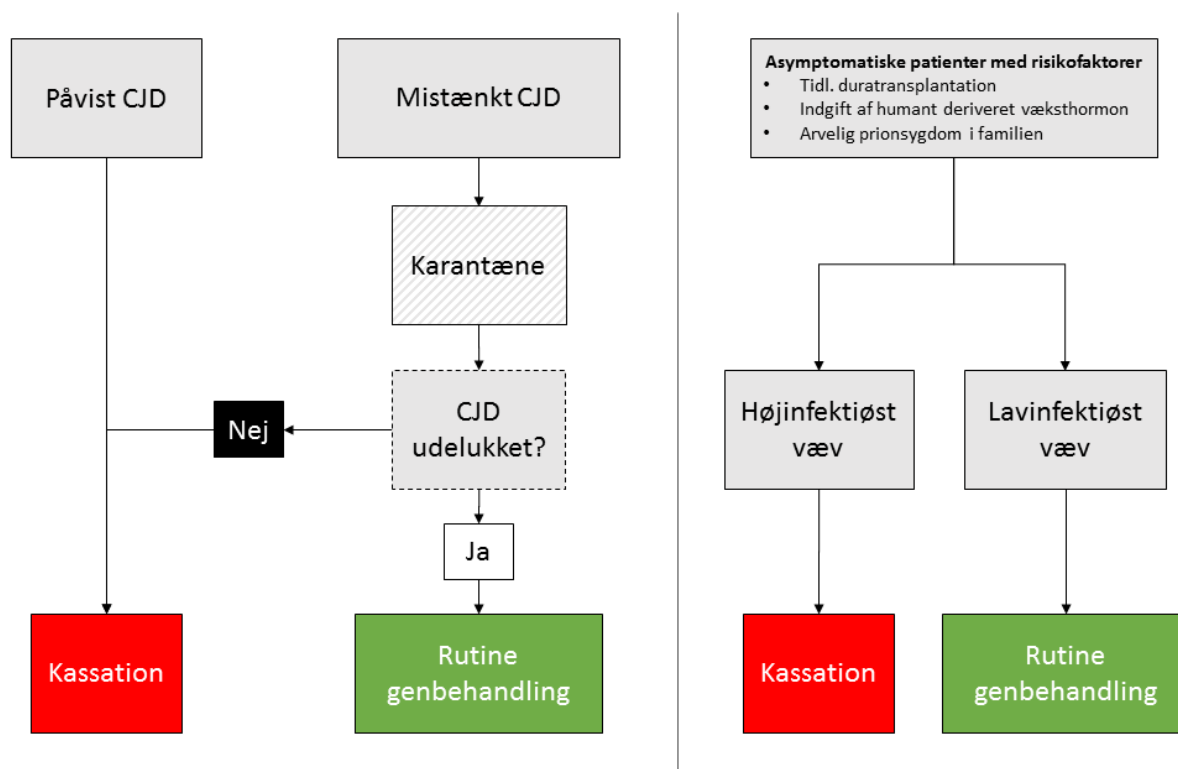 Påvist CJD
Mistænkt CJD
Karantæne
CJD
udelukket?
Nej
Ja
Kassation
Rutine
genbehandling
Asymptomatiske patienter med risikofaktorer
• Tidl. duratransplantation
• Indgift af humant deriveret væksthormon
• Arvelig prionsygdom i familien
Højinfektiøst
væv
Lavinfektiøst
væv
Kassation
Rutine
genbehandling